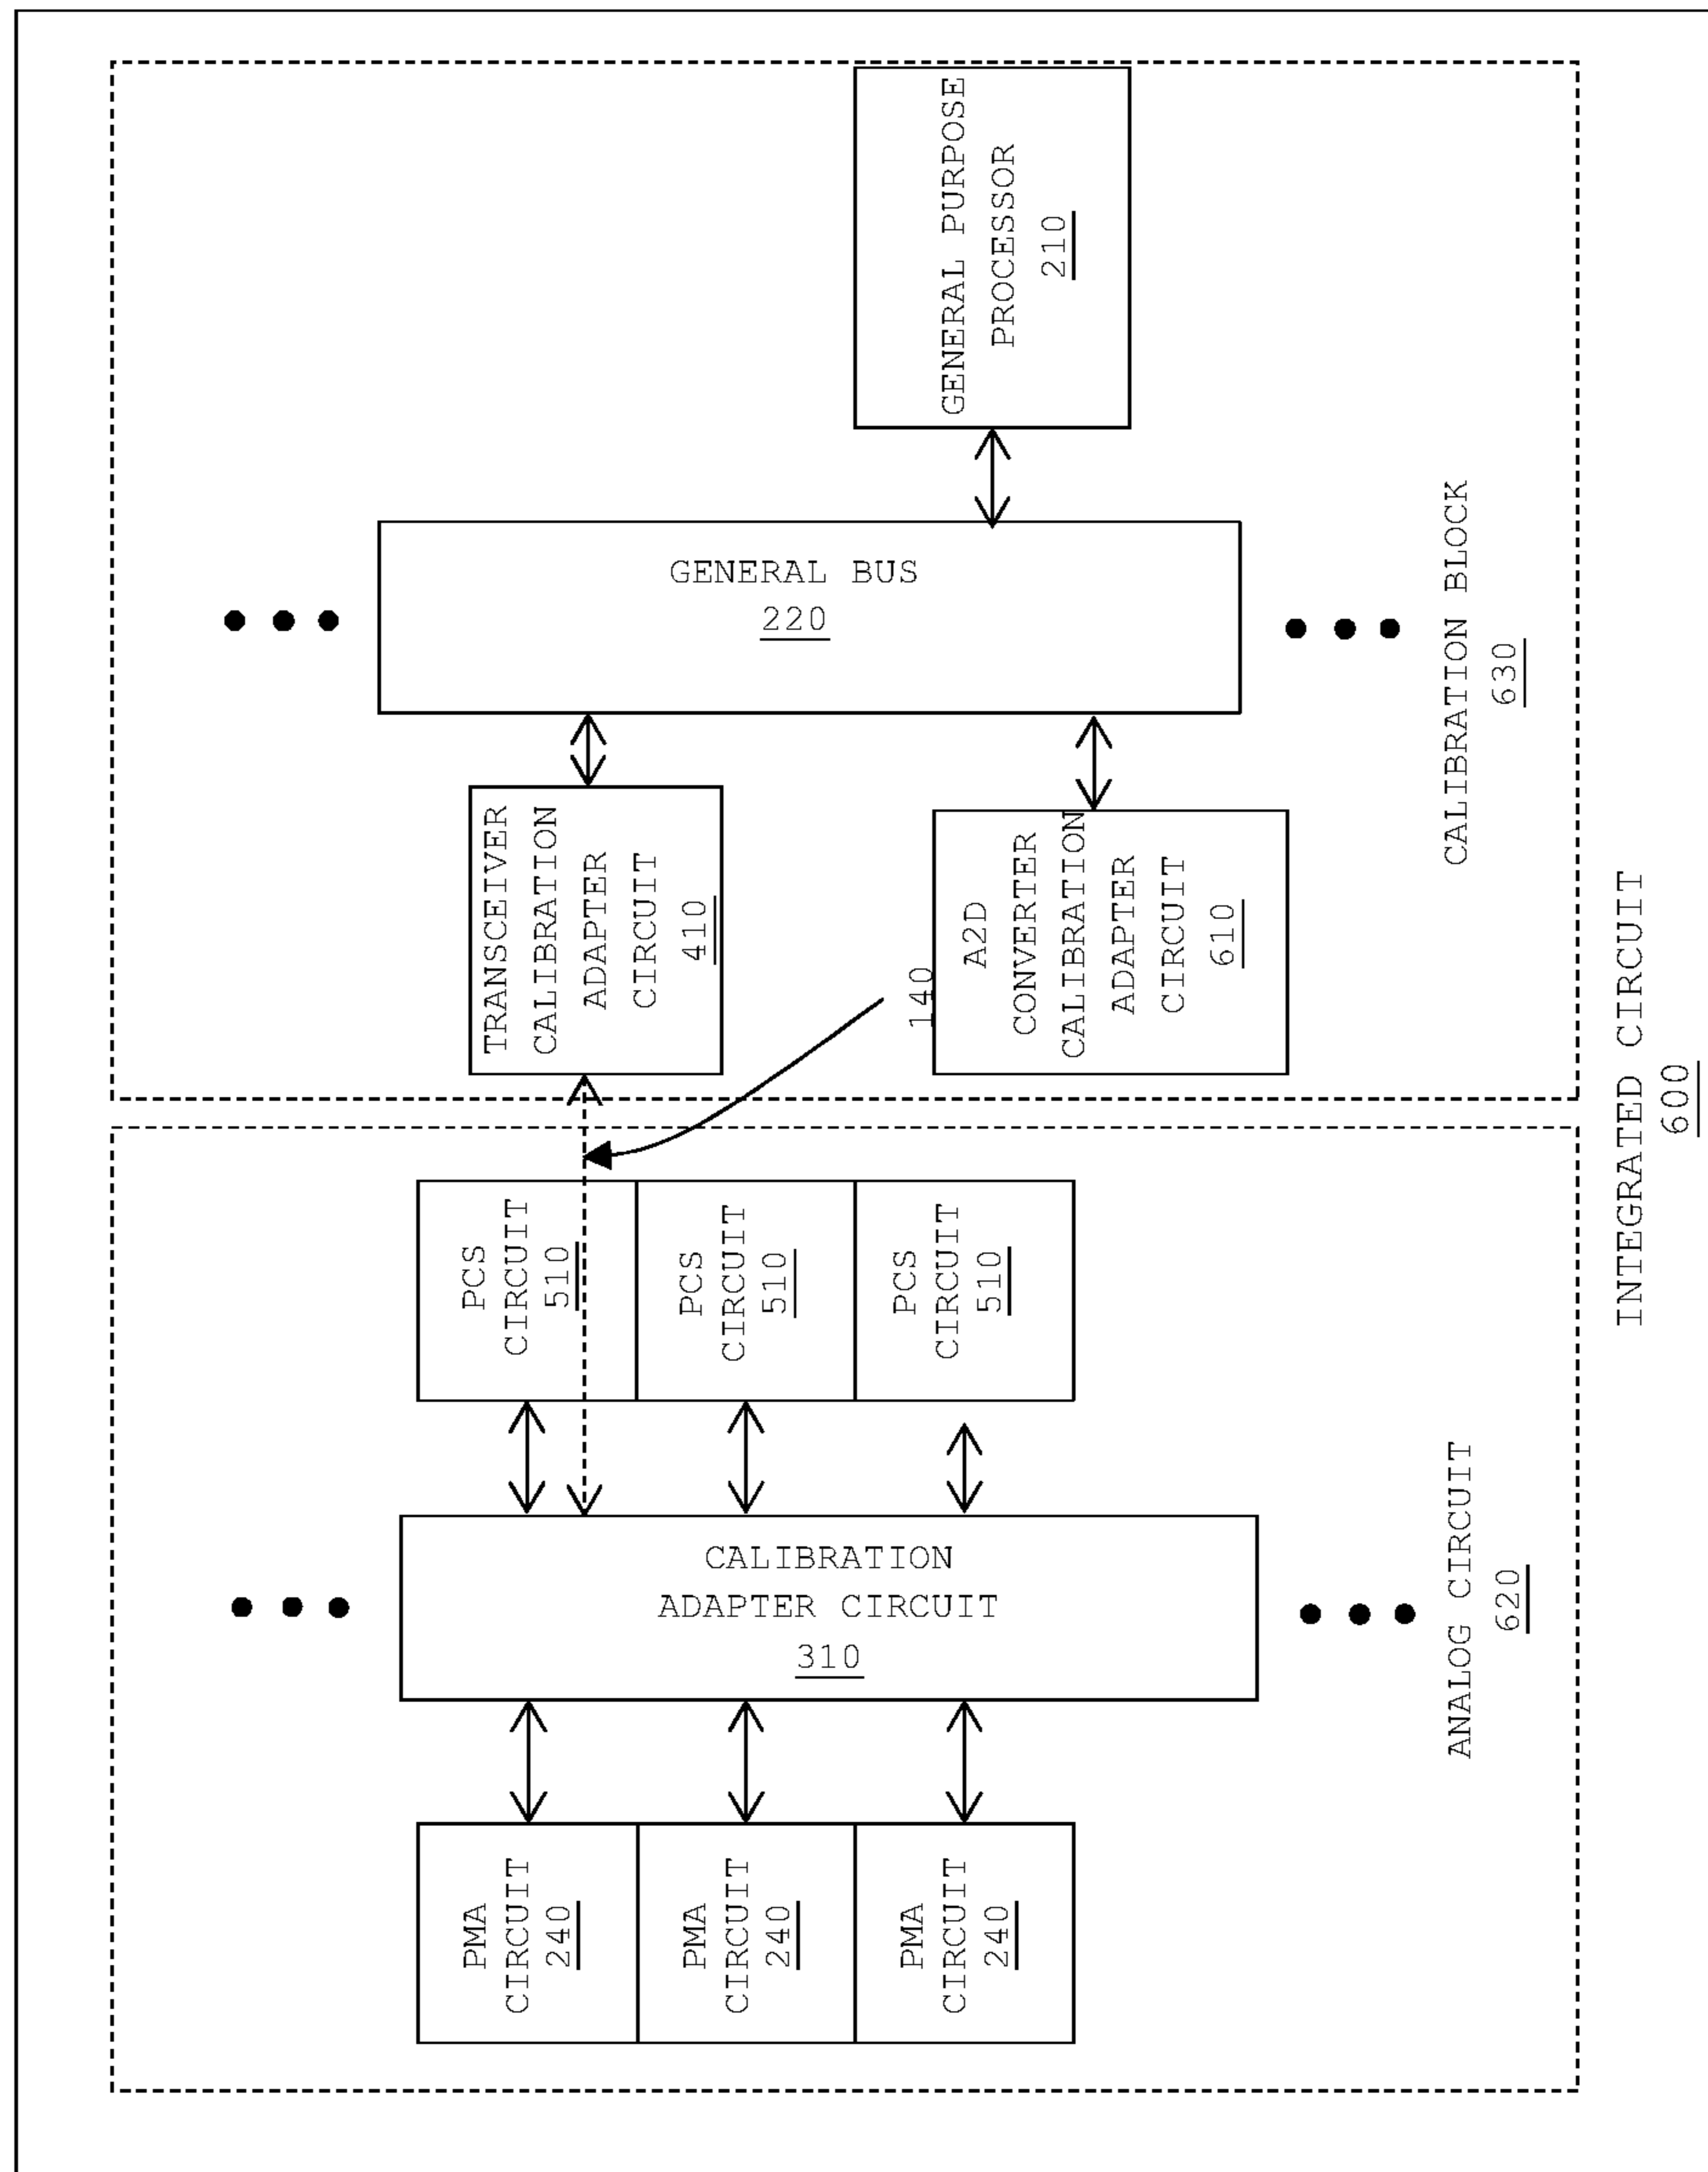 GENERAL PURPOSE
PROCESSOR
210
GENERAL BUS
220
TRANSCEIVER
CALIBRATION
ADAPTER
CIRCUIT
410
A2D
CONVERTER
CALIBRATION
ADAPTER
CIRCUIT
610
CALIBRATION BLOCK
630
140
PCS
CIRCUIT
510
PCS
CIRCUIT
510
PCS
CIRCUIT
510
CALIBRATION
ADAPTER CIRCUIT
310
PMA
CIRCUIT
240
PMA
CIRCUIT
240
PMA
CIRCUIT
240
ANALOG CIRCUIT
620
INTEGRATED CIRCUIT
600